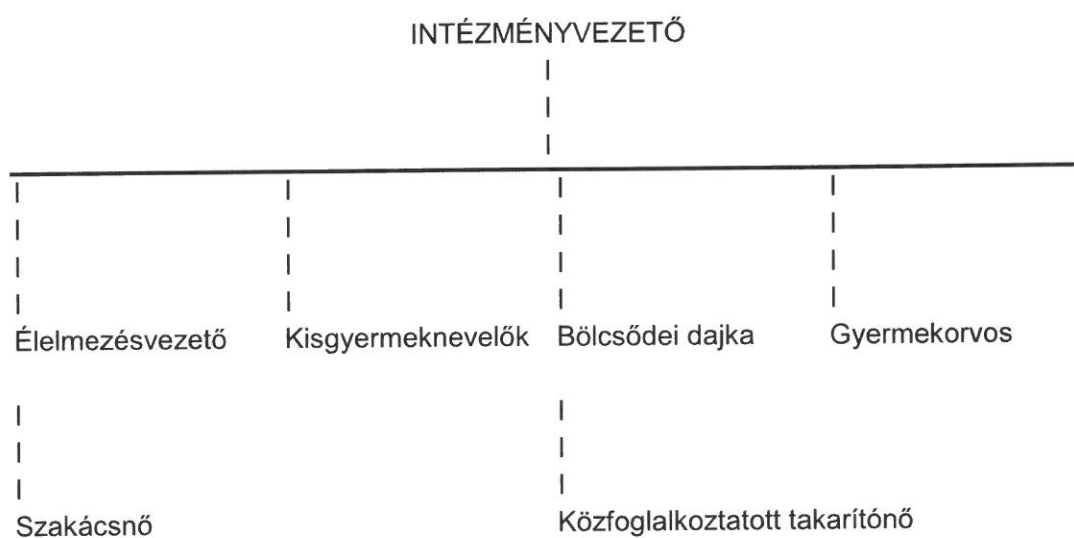 INTÉZMÉNYVEZETŐ
Élelmezésvezető Kisgyermeknevelők Bölcsődei dajka Gyermekorvos
Szakácsnő Közfoglalkoztatott takarítónő